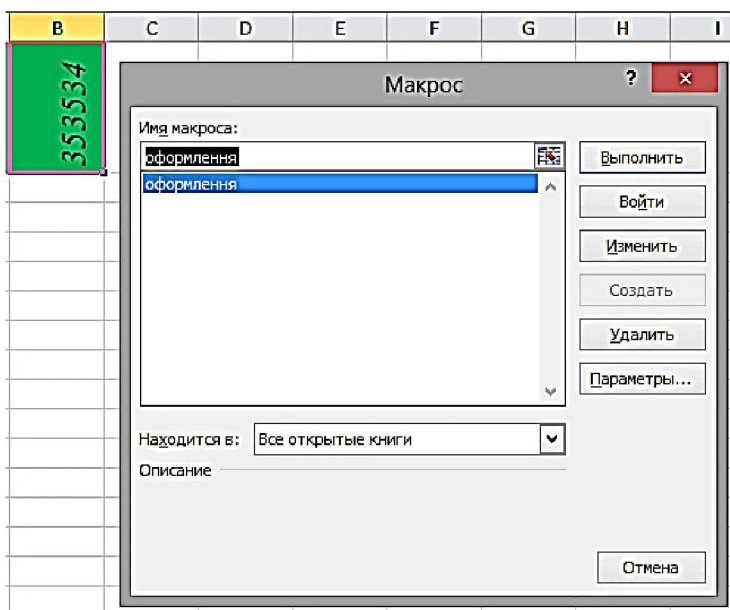 B C D E F G H I
353534
Макрос ? ×
Имя макроса:
оформлення
оформлення
Выполнить
Войти
Изменить
Создать
Удалить
Параметры...
Находится в: Все открытые книги
Описание
Отмена